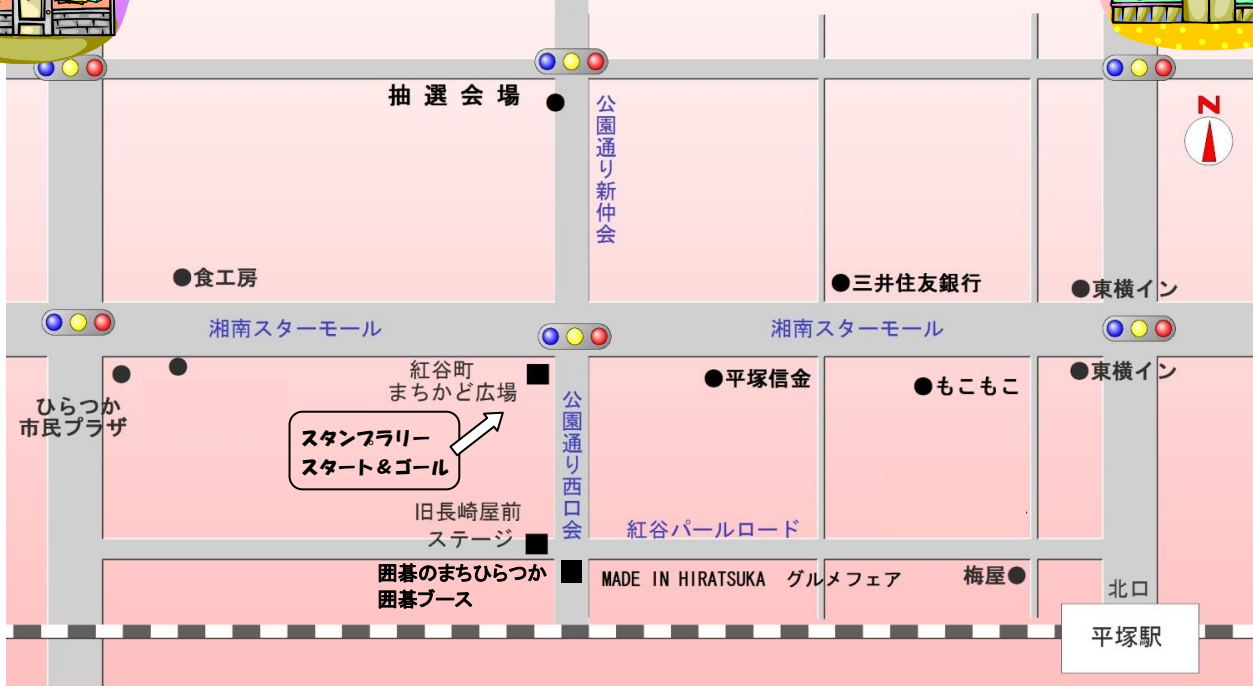 抽選会場
公園通り新仲会
N
●食工房
●三井住友銀行
●東横イン
湘南スターモール
湘南スターモール
紅谷町
まちかど広場
●平塚信金
●もこもこ
●東横イン
ひらつか
市民プラザ
スタンプラリー
スタート&ゴール
公園通り西口会
旧長崎屋前
ステージ
紅谷パールロード
囲碁のまちひらつか
囲碁ブース
MADE IN HIRATSUKA グルメフェア
梅屋●
北口
平塚駅